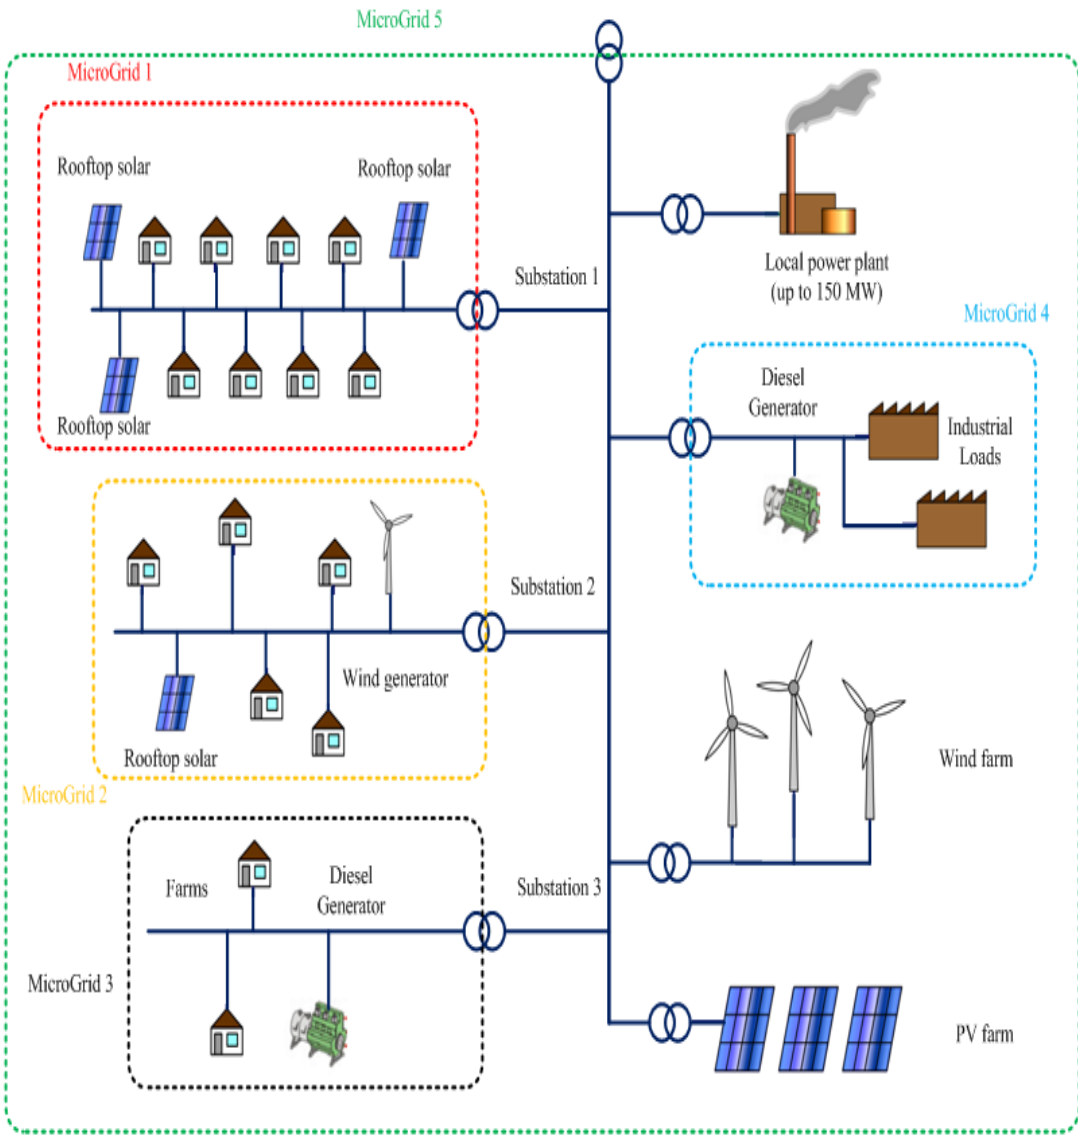 MicroGrid 5
MicroGrid 1
Rooftop solar
Rooftop solar
Rooftop solar
Substation 1
Local power plant
(up to 150 MW)
MicroGrid 4
Diesel
Generator
Industrial
Loads
Substation 2
Wind generator
Rooftop solar
MicroGrid 2
Wind farm
Farms
Diesel
Generator
Substation 3
MicroGrid 3
PV farm